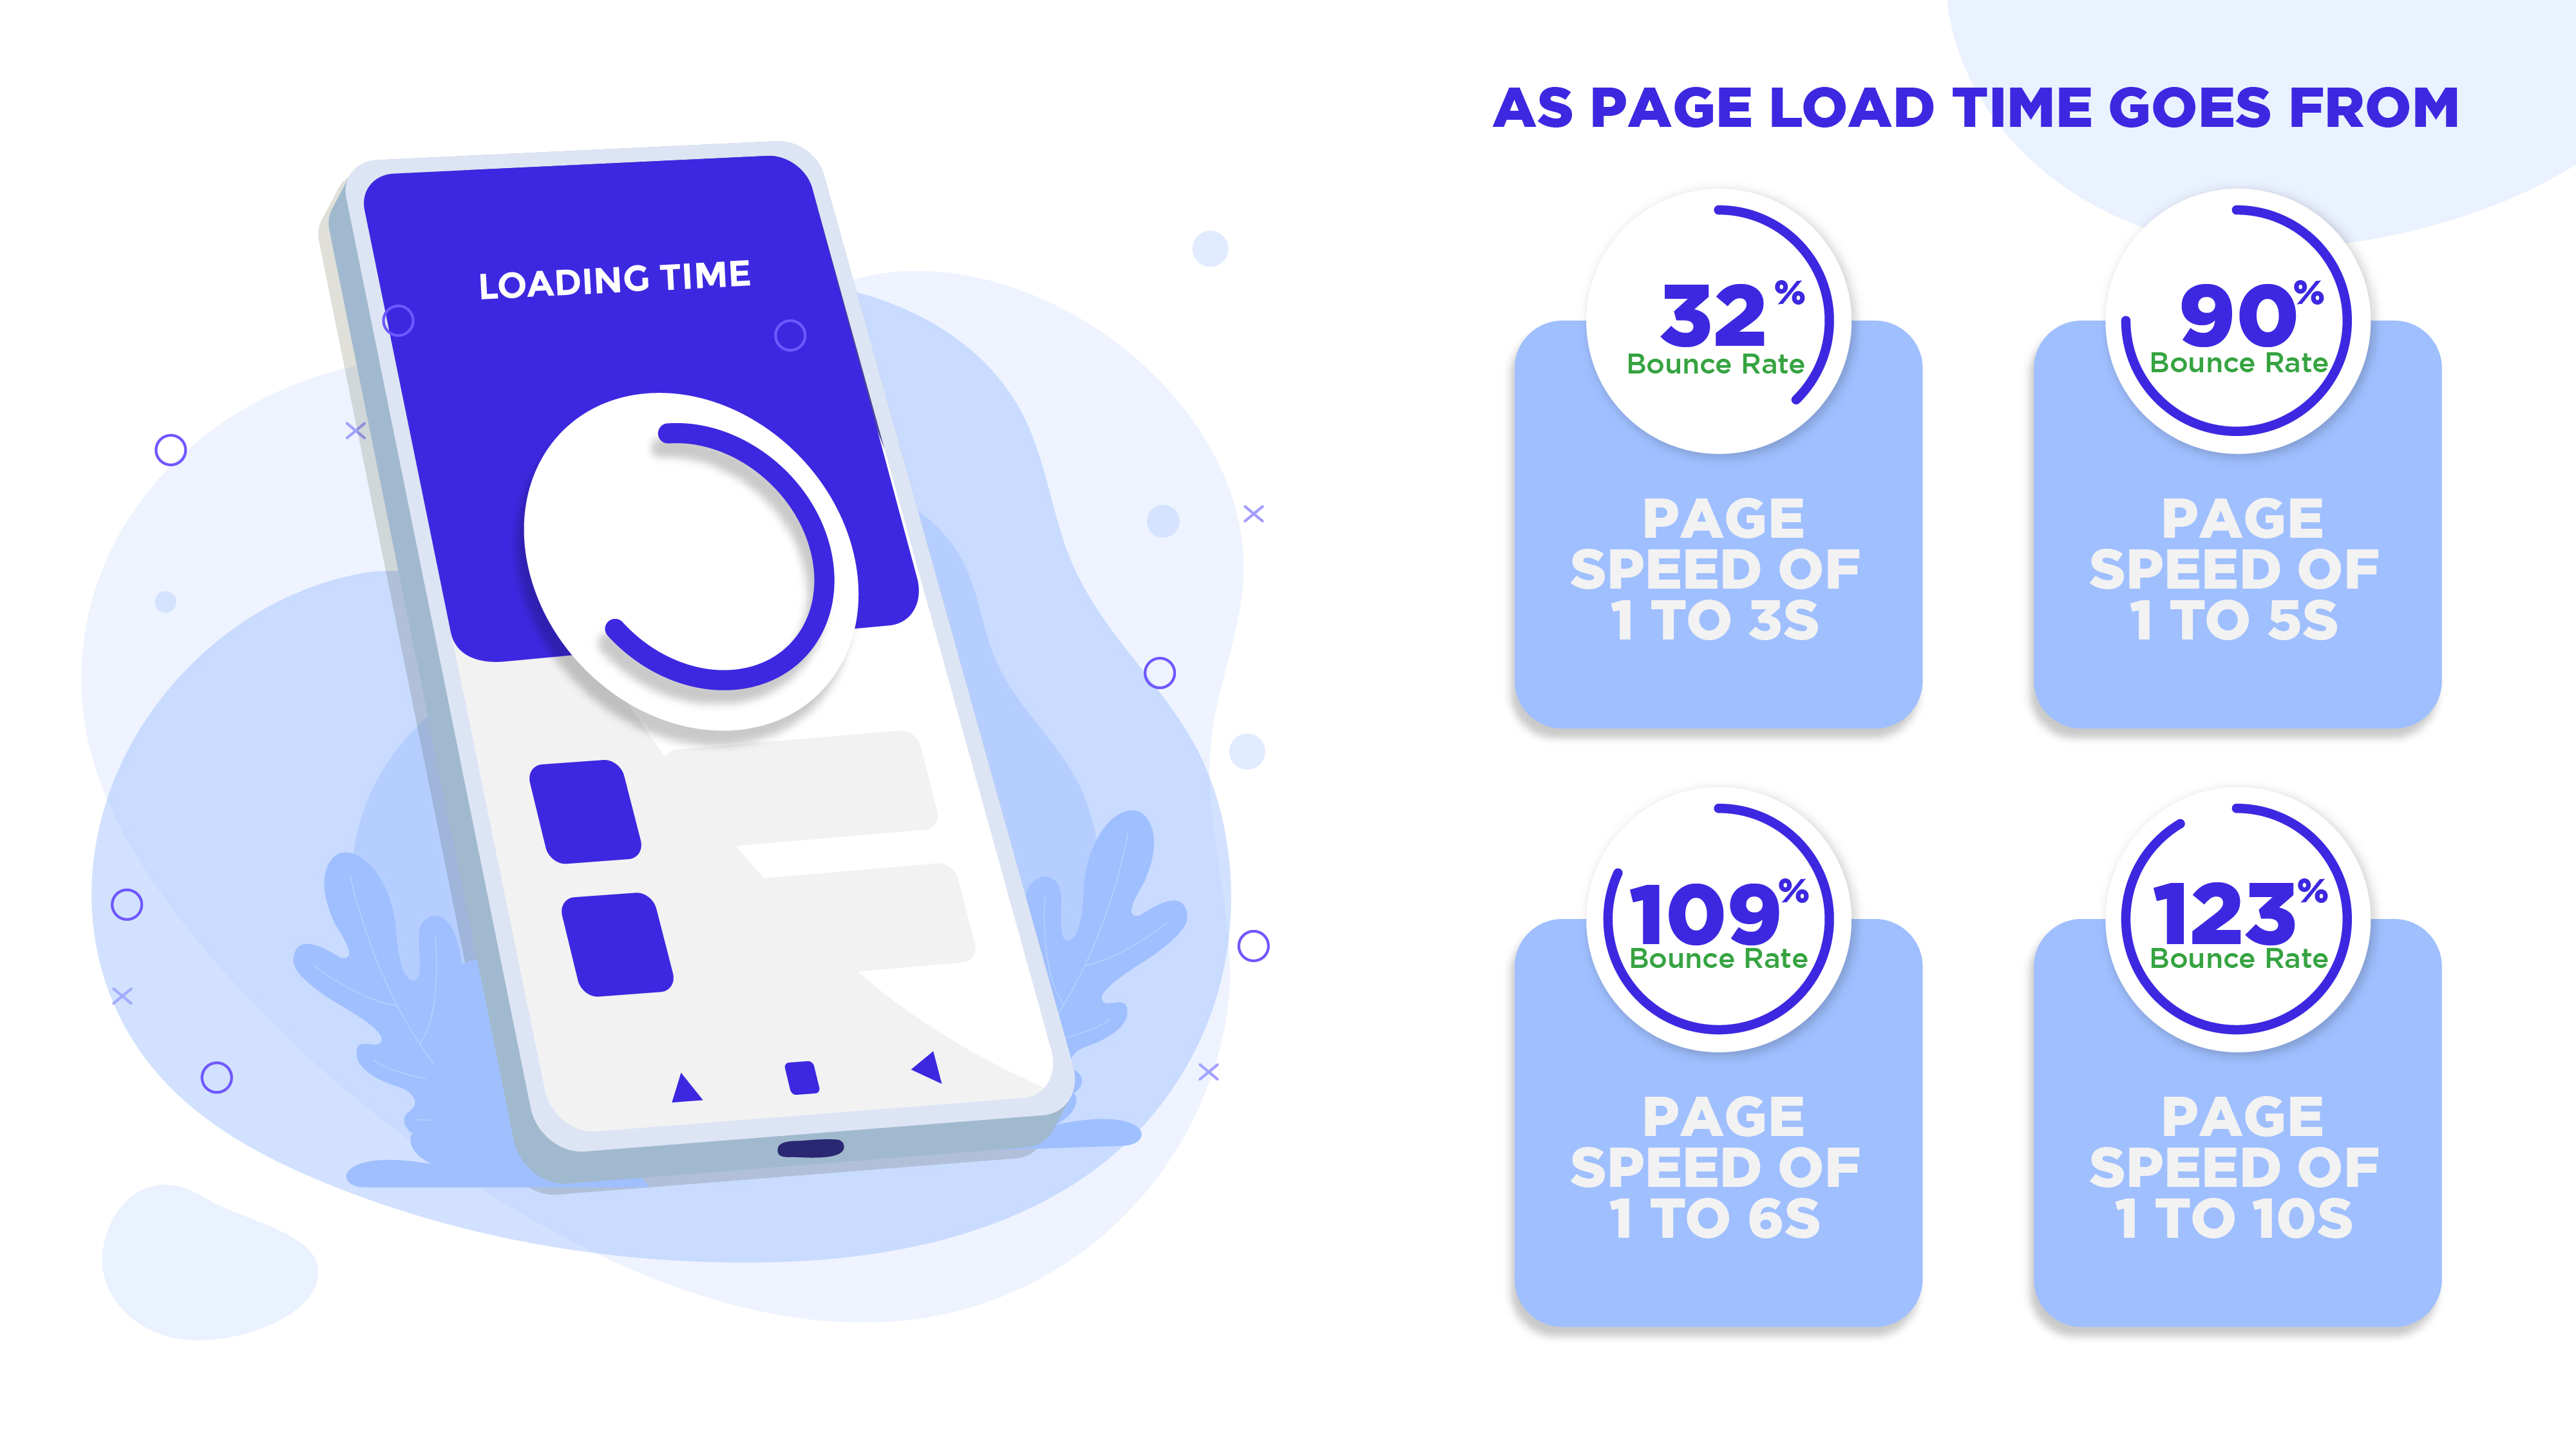 AS PAGE LOAD TIME GOES FROM
LOADING TIME
32%
Bounce Rate
PAGE
SPEED OF
1 TO 3S
90%
Bounce Rate
PAGE
SPEED OF
1 TO 5S
109%
Bounce Rate
PAGE
SPEED OF
1 TO 6S
123%
Bounce Rate
PAGE
SPEED OF
1 TO 10S